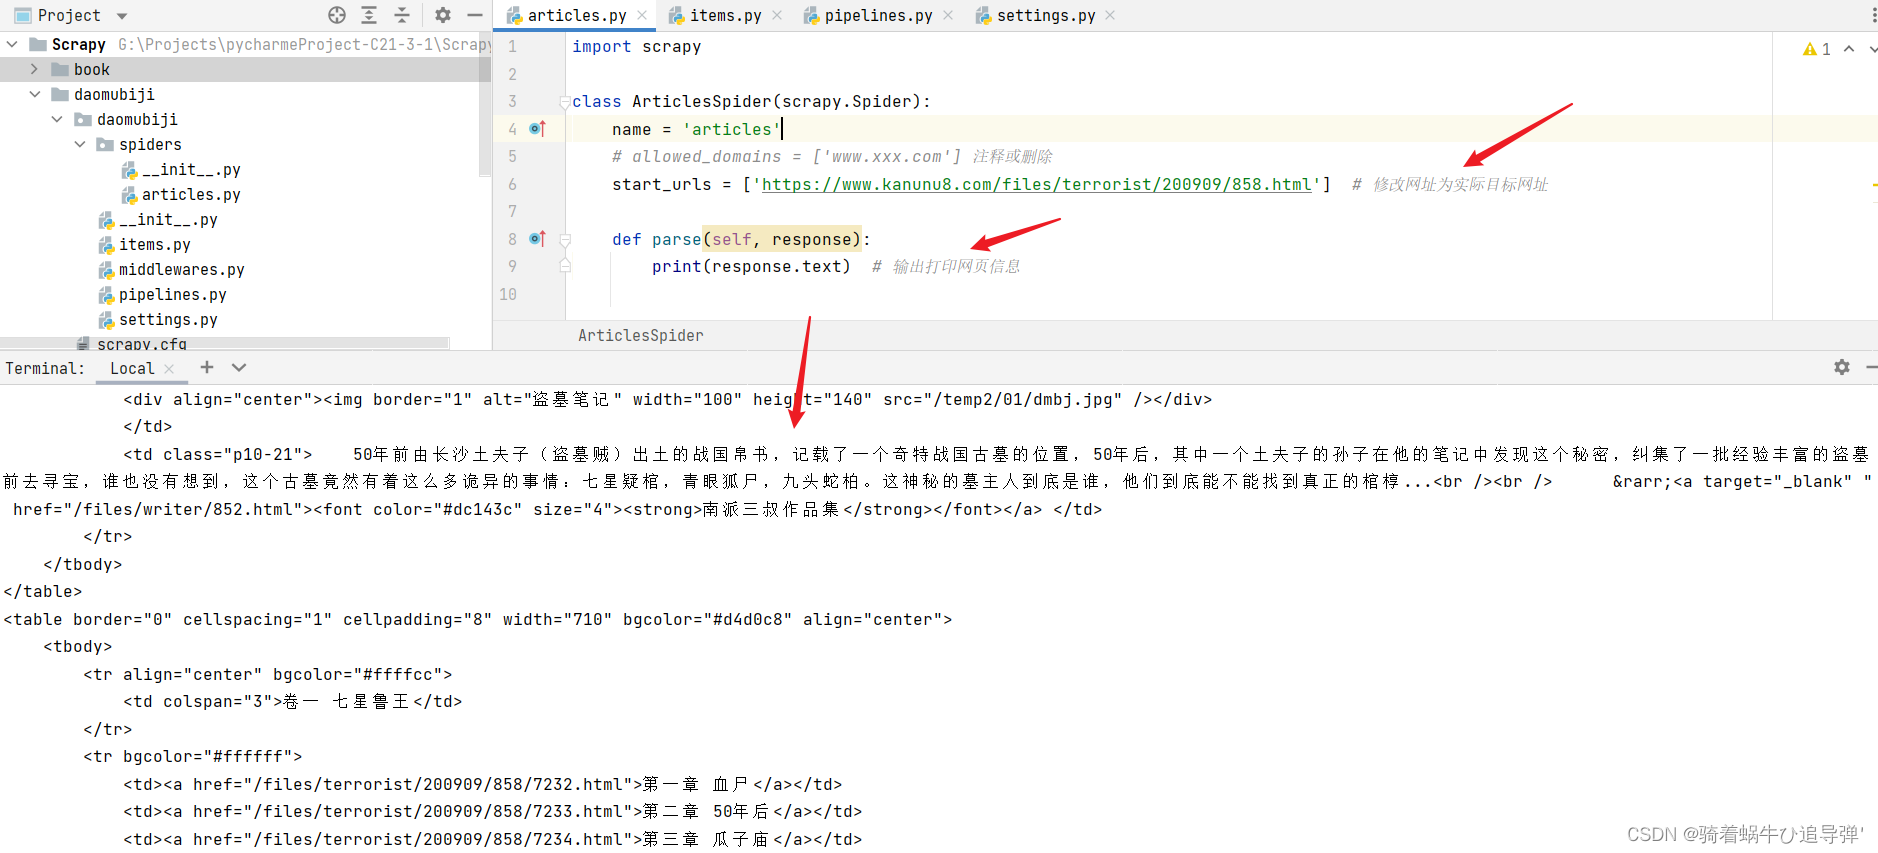 Project
articles.py
items.py
pipelines.py
settings.py
Scrapy G:\Projects\pycharmeProject-C21-3-1\Scrapy
book
daomubiji
daomubiji
spiders
__init__.py
articles.py
__init__.py
items.py
middlewares.py
pipelines.py
settings.py
scrapy.cfg
1 import scrapy
2
3 class ArticlesSpider(scrapy.Spider):
4 name = 'articles'
5 # allowed_domains = ['www.xxx.com'] 注释或删除
6 start_urls = ['https://www.kanunu8.com/files/terrorist/200909/858.html'] # 修改网址为实际目标网址
7
8 def parse(self, response):
9 print(response.text) # 输出打印网页信息
10
1
ArticlesSpider
Terminal: Local
<div align="center"><img border="1" alt="盗墓笔记" width="100" height="140" src="/temp2/01/dmbj.jpg" /></div>
</td>
<td class="p10-21"> 50年前由长沙土夫子（盗墓贼）出土的战国帛书，记载了一个奇特战国古墓的位置，50年后，其中一个土夫子的孙子在他的笔记中发现这个秘密，纠集了一批经验丰富的盗墓
前去寻宝，谁也没有想到，这个古墓竟然有着这么多诡异的事情：七星疑棺，青眼狐尸，九头蛇柏。这神秘的墓主人到底是谁，他们到底能不能找到真正的棺椁...<br /><br /> &rarr;<a target="_blank" "
href="/files/writer/852.html"><font color="#dc143c" size="4"><strong>南派三叔作品集</strong></font></a> </td>
</tr>
</tbody>
</table>
<table border="0" cellspacing="1" cellpadding="8" width="710" bgcolor="#d4d0c8" align="center">
<tbody>
<tr align="center" bgcolor="#ffffcc">
<td colspan="3">卷一 七星鲁王</td>
</tr>
<tr bgcolor="#ffffff">
<td><a href="/files/terrorist/200909/858/7232.html">第一章 血尸</a></td>
<td><a href="/files/terrorist/200909/858/7233.html">第二章 50年后</a></td>
<td><a href="/files/terrorist/200909/858/7234.html">第三章 瓜子庙</a></td>
CSDN @骑着蜗牛ひ追导弹'